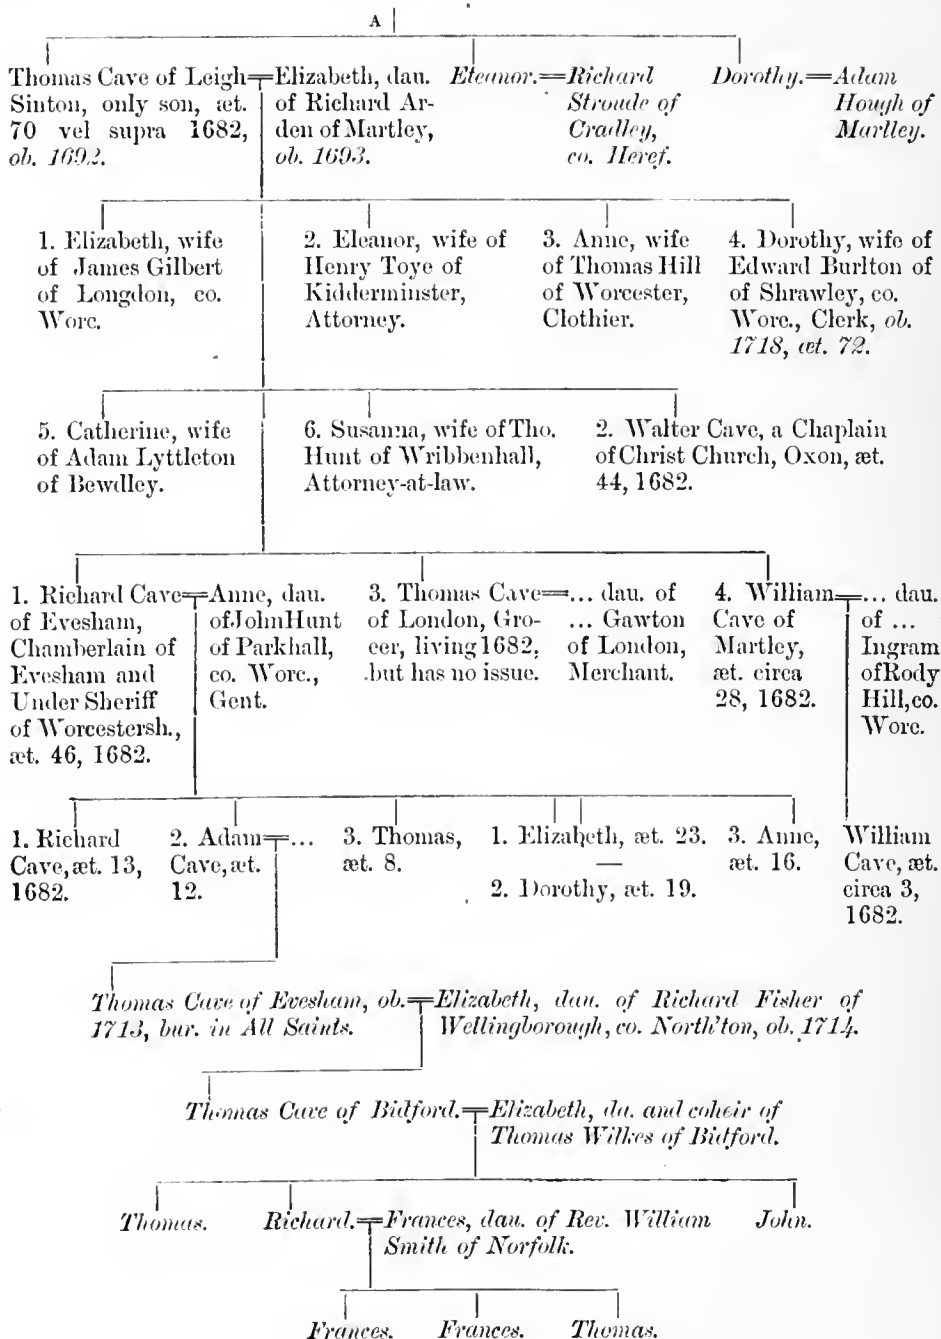 A
Thomas Cave of Leigh
Sinton, only son, æt.
70 vel supra 1682,
ob. 1692.
Elizabeth, dau.
of Richard Ar-
den of Martley,
ob. 1693.
Eleanor.=Richard
Stroude of
Cradley,
co. Heref.
Dorothy.=Adam
Hough of
Martley.
1. Elizabeth, wife
of James Gilbert
of Longdon, co.
Worc.
2. Eleanor, wife of
Henry Toye of
Kidderminster,
Attorney.
3. Anne, wife
of Thomas Hill
of Worcester,
Clothier.
4. Dorothy, wife of
Edward Burlton of
of Shrawley, co.
Worc., Clerk, ob.
1718, æt. 72.
5. Catherine, wife
of Adam Lyttleton
of Bewdley.
6. Susanna, wife of Tho.
Hunt of Wribbenhall,
Attorney-at-law.
2. Walter Cave, a Chaplain
of Christ Church, Oxon, æt.
44, 1682.
1. Richard Cave
of Evesham,
Chamberlain of
Evesham and
Under Sheriff
of Worcestersh.,
æt. 46, 1682.
Anne, dau.
of John Hunt
of Parkhall,
co. Worc.,
Gent.
3. Thomas Cave
of London, Gro-
cer, living 1682,
but has no issue.
=... dau. of
... Gawton
of London,
Merchant.
4. William
Cave of
Martley,
æt. circa
28, 1682.
... dau.
of ...
Ingram
of Rody
Hill, co.
Worc.
1. Richard
Cave, æt. 13,
1682.
2. Adam
Cave, æt.
12.
...
3. Thomas,
æt. 8.
1. Elizabeth, æt. 23.
—
2. Dorothy, æt. 19.
3. Anne,
æt. 16.
William
Cave, æt.
circa 3,
1682.
Thomas Cave of Evesham, ob.
1713, bur. in All Saints.
Elizabeth, dau. of Richard Fisher of
Wellingborough, co. North'ton, ob. 1714.
Thomas Cave of Bidford.
Elizabeth, da. and coheir of
Thomas Wilkes of Bidford.
Thomas.
Richard.
Frances, dau. of Rev. William
Smith of Norfolk.
John.
Frances.
Frances.
Thomas.